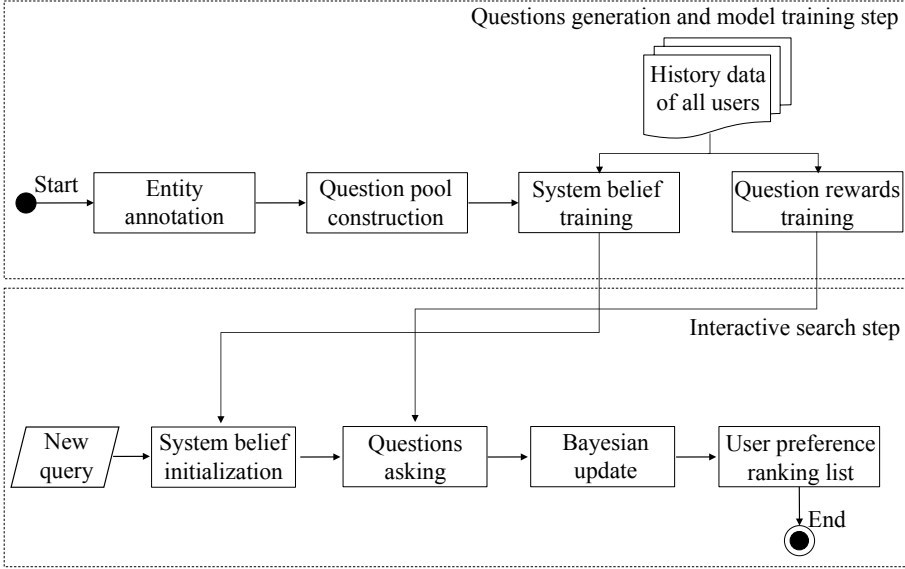 Questions generation and model training step
History data
of all users
Start
Entity
annotation
Question pool
construction
System belief
training
Question rewards
training
Interactive search step
New
query
System belief
initialization
Questions
asking
Bayesian
update
User preference
ranking list
End